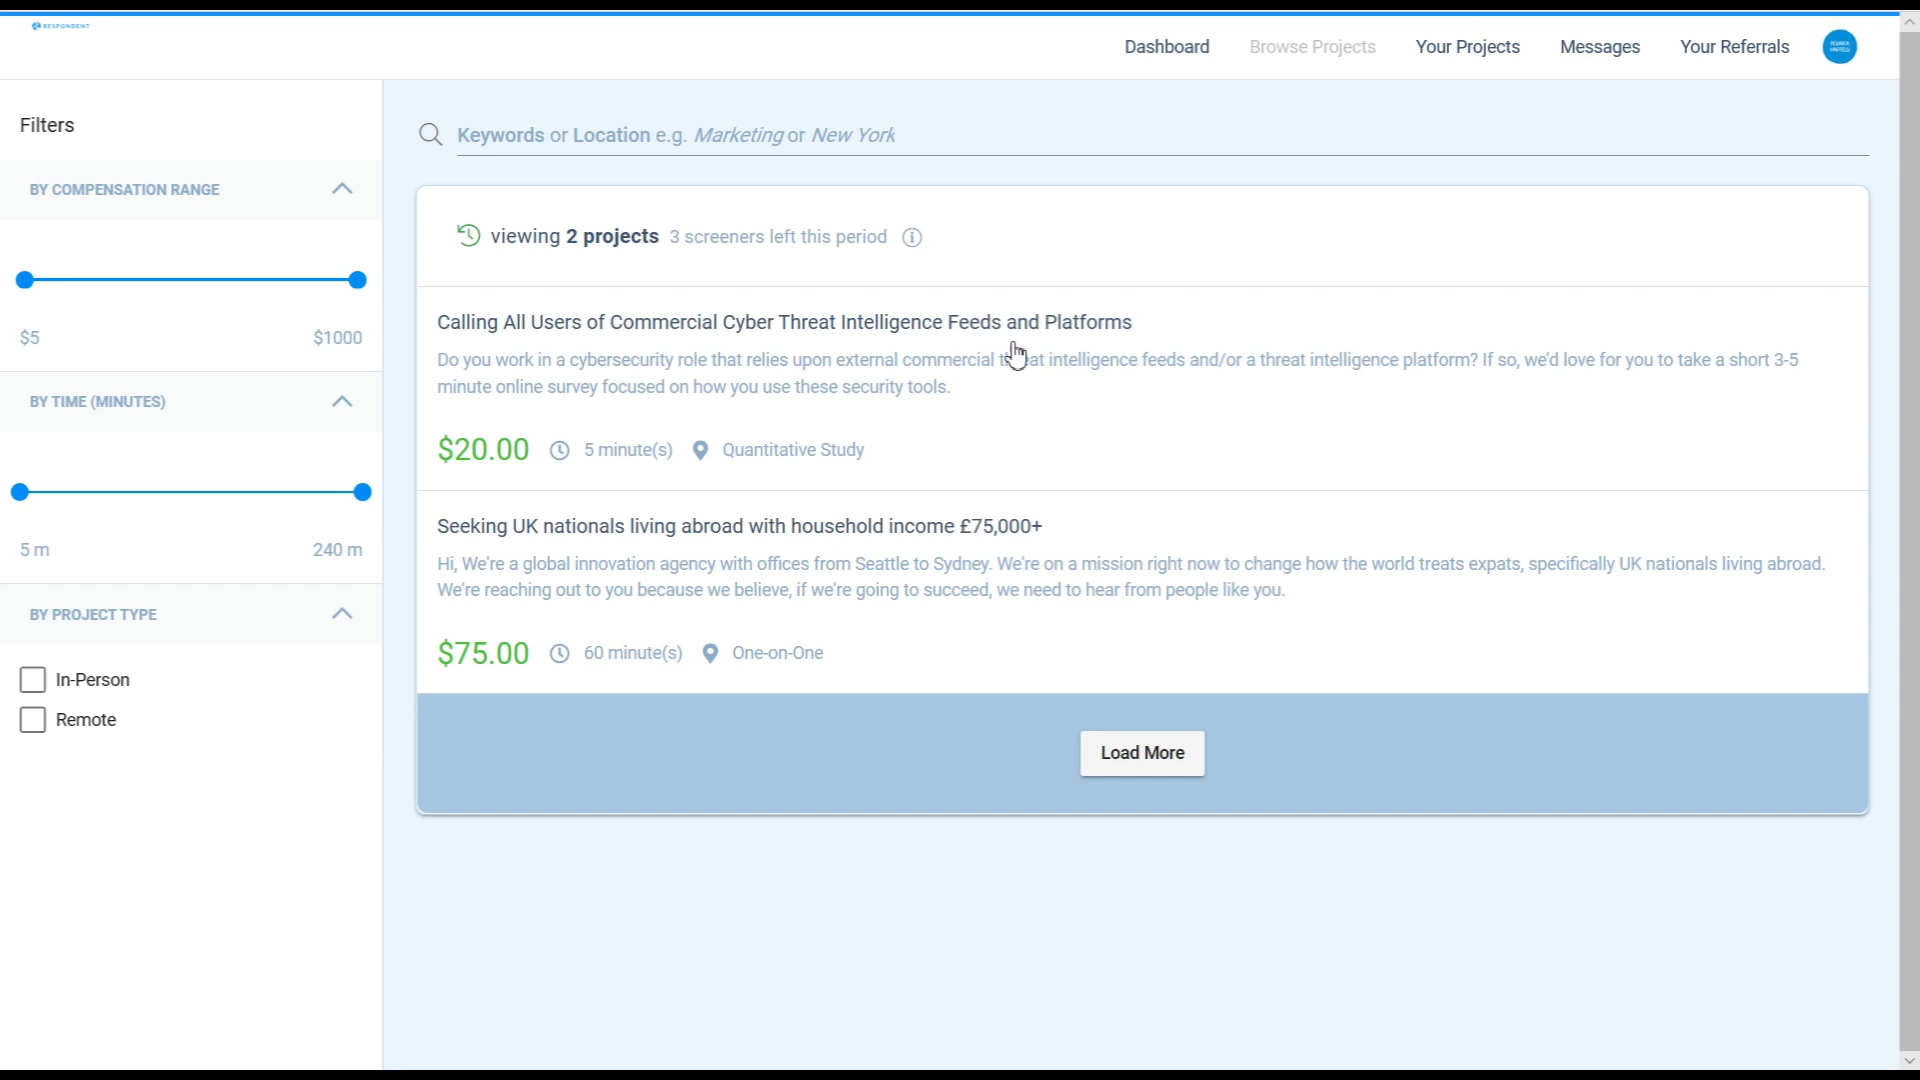 RESPONDENT
Dashboard
Browse Projects
Your Projects
Messages
Your Referrals
Filters
BY COMPENSATION RANGE
$5
$1000
BY TIME (MINUTES)
5 m
240 m
BY PROJECT TYPE
In-Person
Remote
Keywords or Location e.g. Marketing or New York
viewing 2 projects 3 screeners left this period
Calling All Users of Commercial Cyber Threat Intelligence Feeds and Platforms
Do you work in a cybersecurity role that relies upon external commercial threat intelligence feeds and/or a threat intelligence platform? If so, we'd love for you to take a short 3-5
minute online survey focused on how you use these security tools.
$20.00 5 minute(s) Quantitative Study
Seeking UK nationals living abroad with household income £75,000+
Hi, We're a global innovation agency with offices from Seattle to Sydney. We're on a mission right now to change how the world treats expats, specifically UK nationals living abroad.
We're reaching out to you because we believe, if we're going to succeed, we need to hear from people like you.
$75.00 60 minute(s) One-on-One
Load More